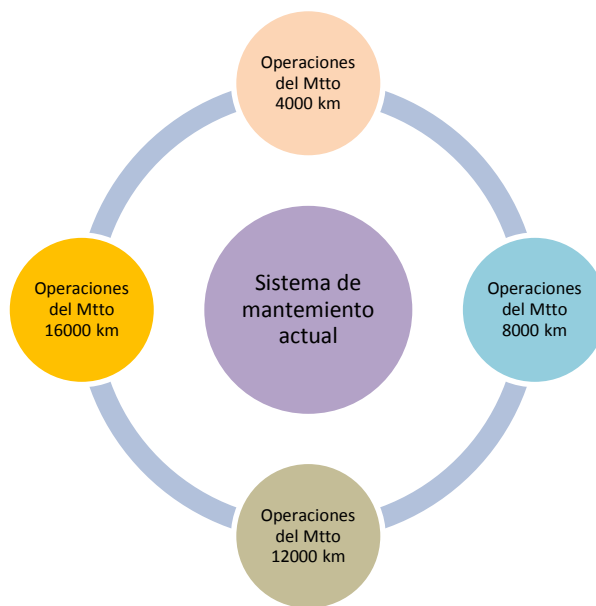 Operaciones
del Mtto
4000 km
Operaciones
del Mtto
16000 km
Sistema de
mantemiento
actual
Operaciones
del Mtto
8000 km
Operaciones
del Mtto
12000 km